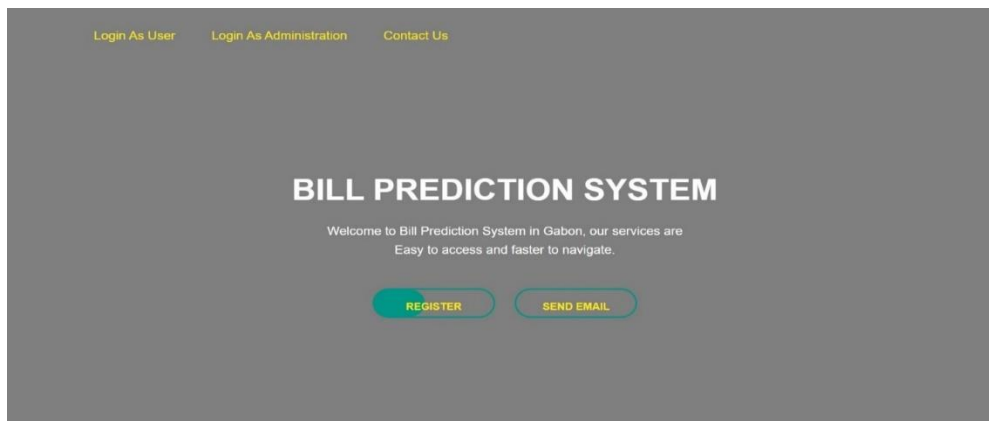 Login As User Login As Administration Contact Us
BILL PREDICTION SYSTEM
Welcome to Bill Prediction System in Gabon, our services are
Easy to access and faster to navigate.
REGISTER SEND EMAIL